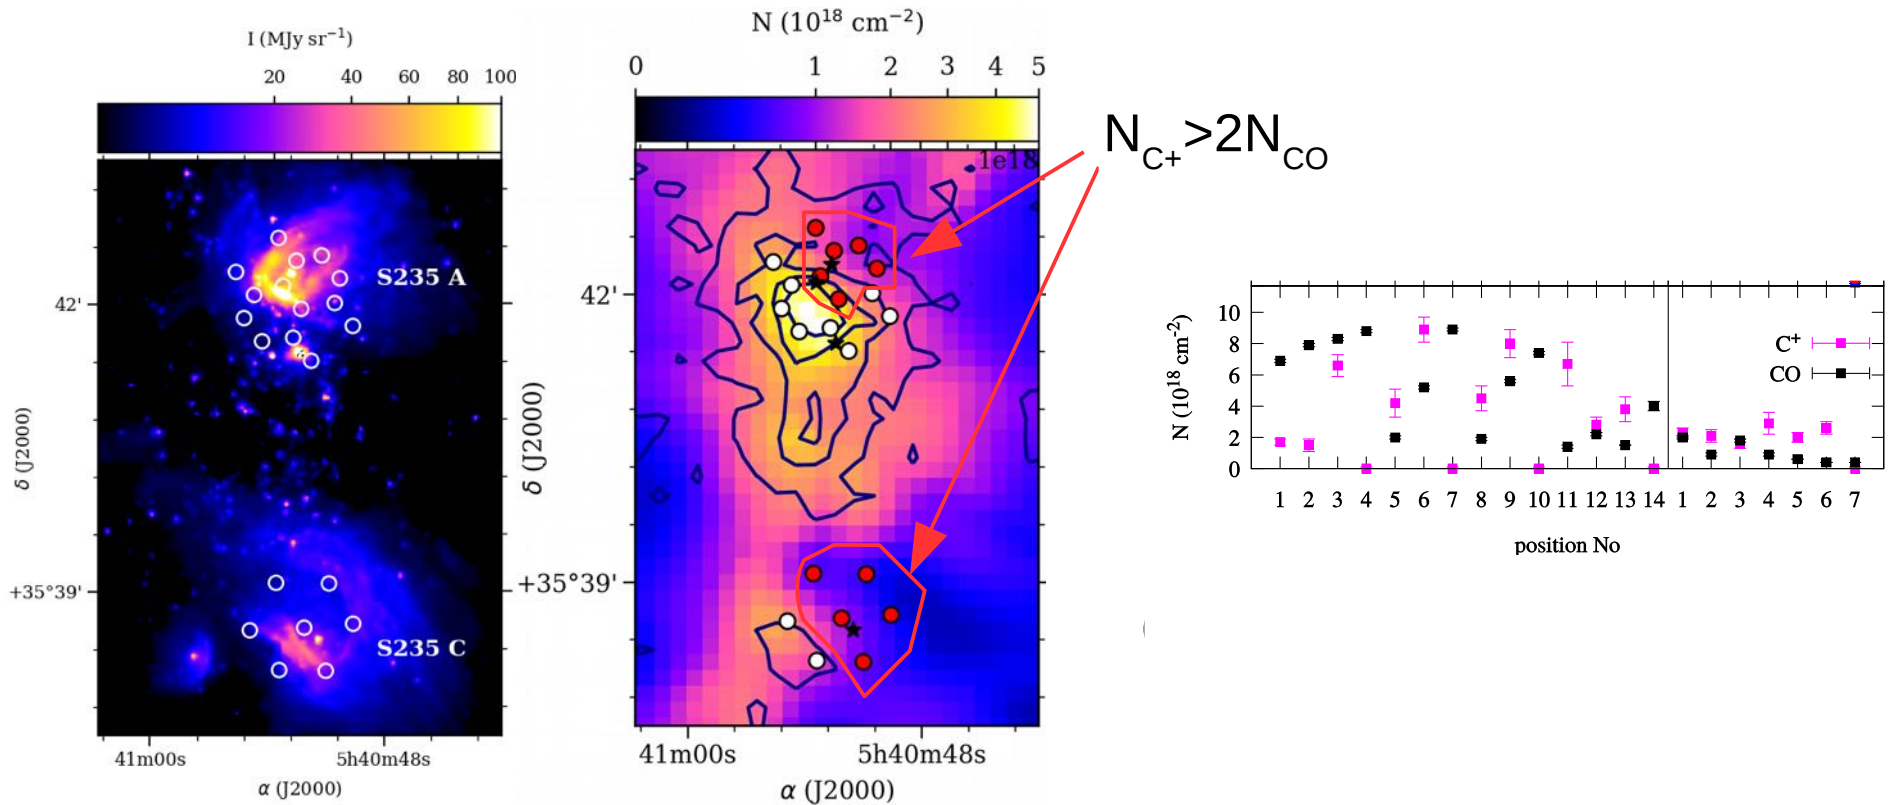 I (MJy sr⁻¹)
20 40 60 80 100
S235 A
S235 C
42'
+35°39'
δ (J2000)
41m00s 5h40m48s
α (J2000)
N (10¹⁸ cm⁻²)
0 1 2 3 4 5
1e18
42'
+35°39'
δ (J2000)
41m00s 5h40m48s
α (J2000)
N_C+>2N_CO
N (10¹⁸ cm⁻²)
10
8
6
4
2
0
C⁺
CO
1 2 3 4 5 6 7 8 9 10 11 12 13 14 1 2 3 4 5 6 7
position No